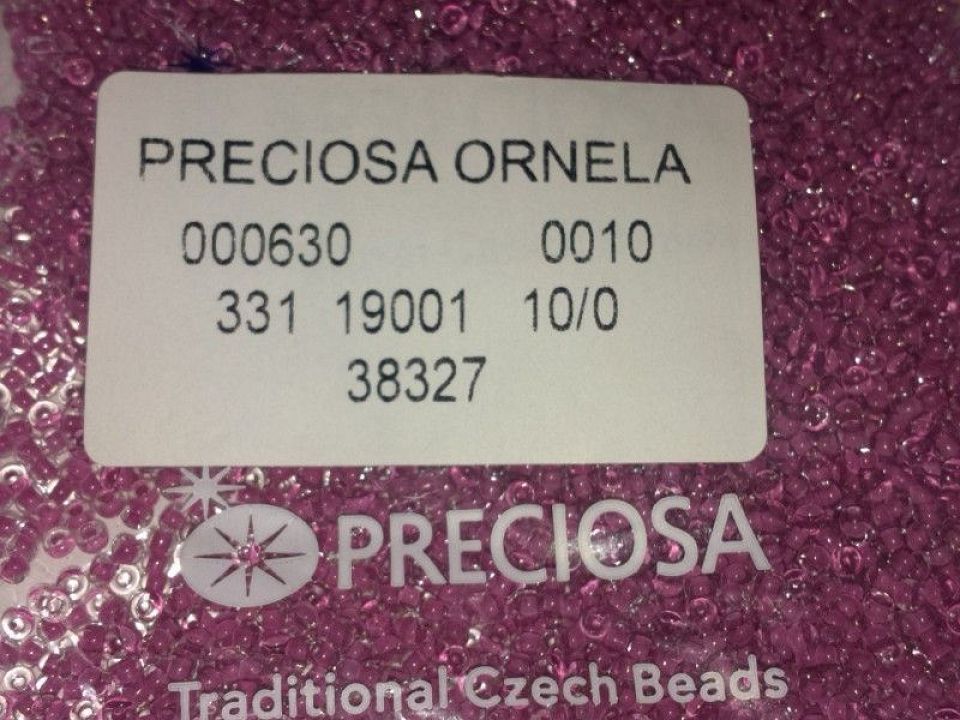 PRECIOSA ORNELA
000630 0010
331 19001 10/0
38327
PRECIOSA
Traditional Czech Beads